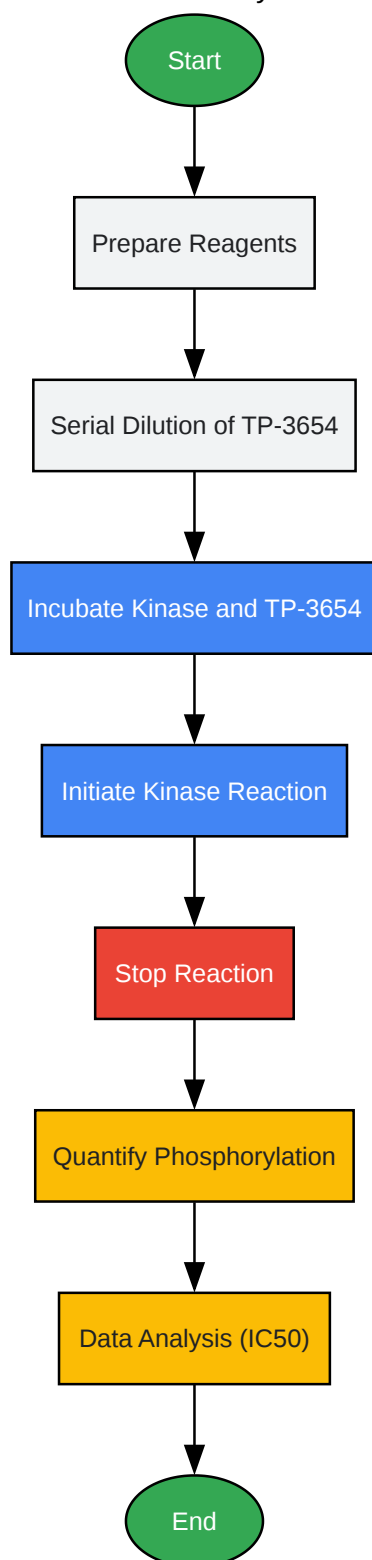 Start
Prepare Reagents
Serial Dilution of TP-3654
Incubate Kinase and TP-3654
Initiate Kinase Reaction
Stop Reaction
Quantify Phosphorylation
Data Analysis (IC50)
End